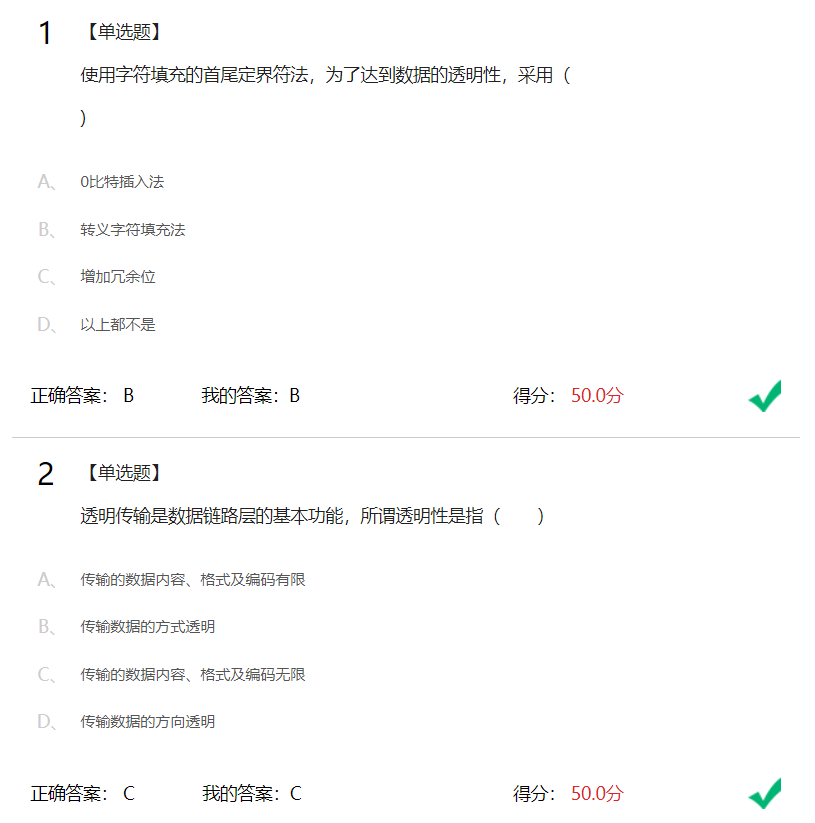 1 【单选题】
使用字符填充的首尾定界符法，为了达到数据的透明性，采用（
）
A、 0比特插入法
B、 转义字符填充法
C、 增加冗余位
D、 以上都不是
正确答案： B 我的答案：B 得分： 50.0分
2 【单选题】
透明传输是数据链路层的基本功能，所谓透明性是指（ ）
A、 传输的数据内容、格式及编码有限
B、 传输数据的方式透明
C、 传输的数据内容、格式及编码无限
D、 传输数据的方向透明
正确答案： C 我的答案：C 得分： 50.0分